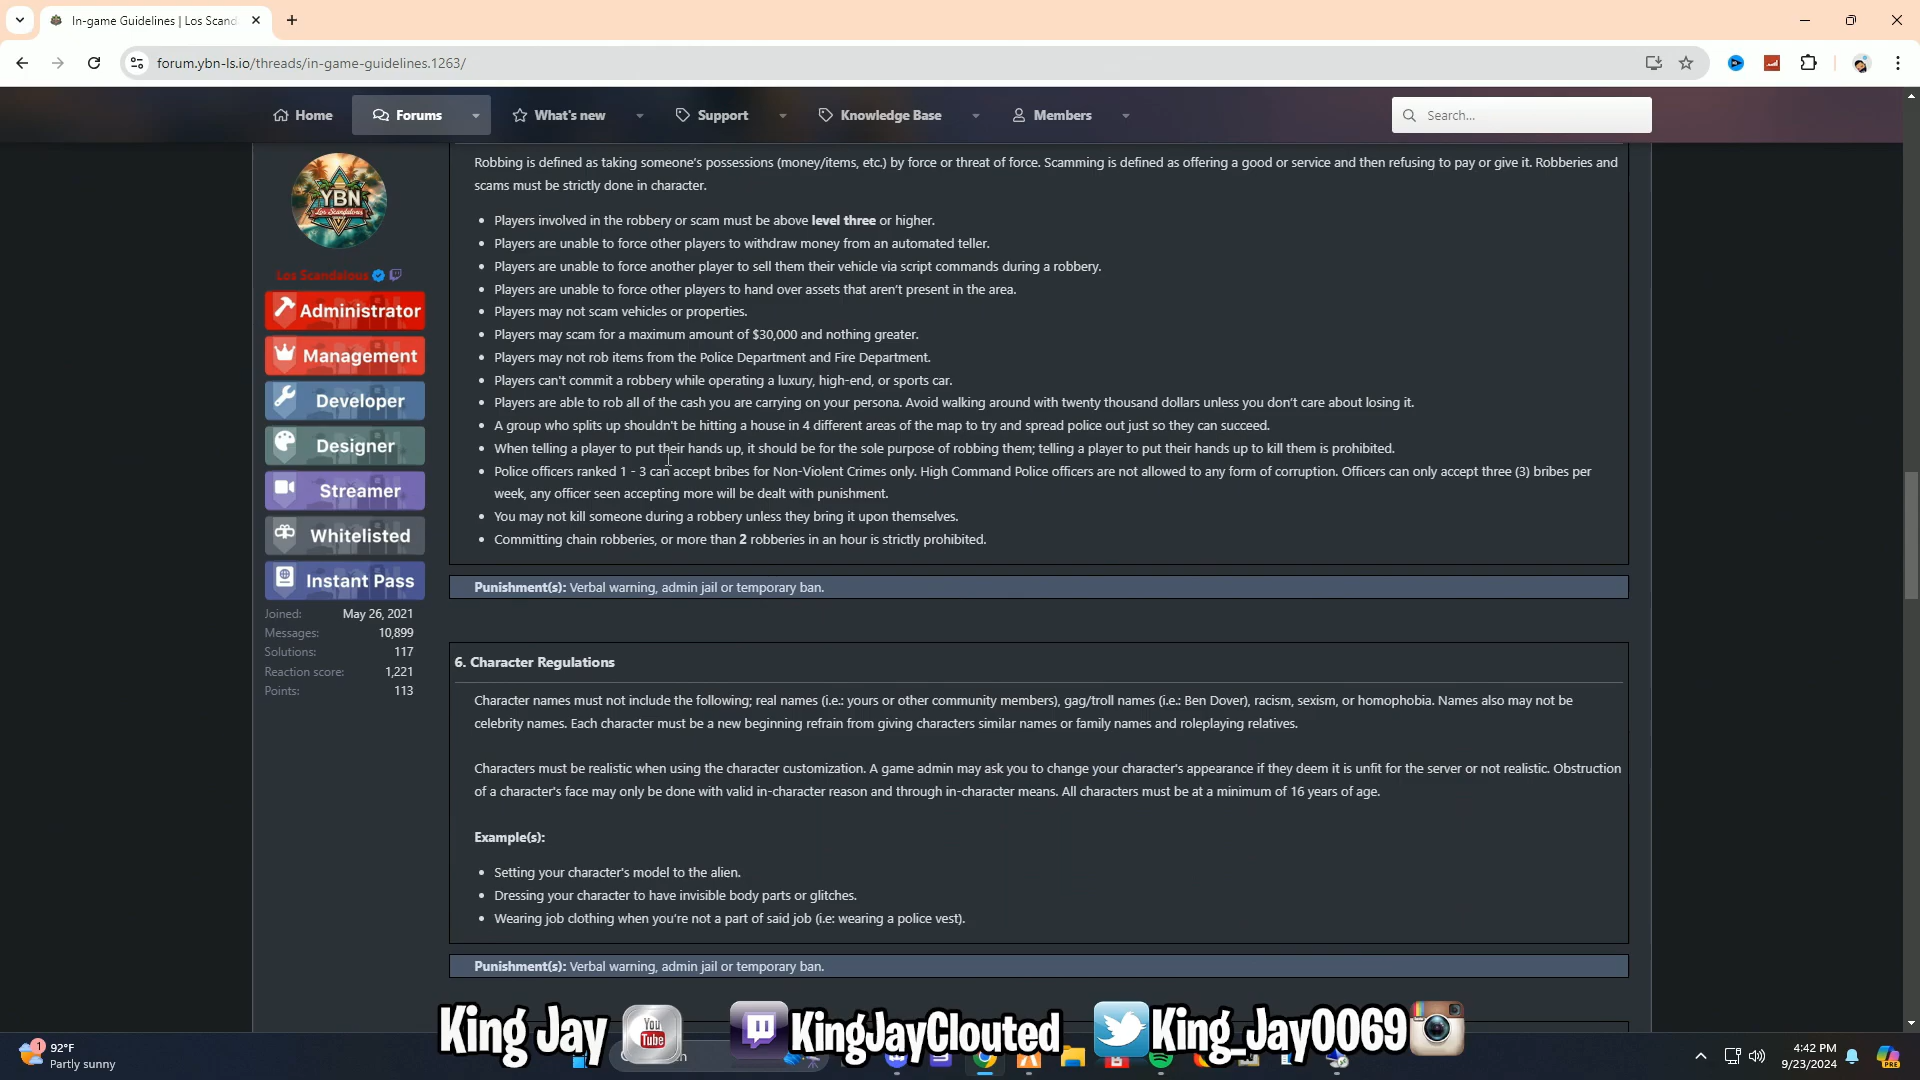 In-game Guidelines | Los Scand
forum.ybn-ls.io/threads/in-game-guidelines.1263/
Home
Forums
What's new
Support
Knowledge Base
Members
Search...
YBN
Los Scandalous
Los Scandalous
Administrator
Management
Developer
Designer
Streamer
Whitelisted
Instant Pass
Joined: May 26, 2021
Messages: 10,899
Solutions: 117
Reaction score: 1,221
Points: 113
Robbing is defined as taking someone's possessions (money/items, etc.) by force or threat of force. Scamming is defined as offering a good or service and then refusing to pay or give it. Robberies and
scams must be strictly done in character.
• Players involved in the robbery or scam must be above level three or higher.
• Players are unable to force other players to withdraw money from an automated teller.
• Players are unable to force another player to sell them their vehicle via script commands during a robbery.
• Players are unable to force other players to hand over assets that aren't present in the area.
• Players may not scam vehicles or properties.
• Players may scam for a maximum amount of $30,000 and nothing greater.
• Players may not rob items from the Police Department and Fire Department.
• Players can't commit a robbery while operating a luxury, high-end, or sports car.
• Players are able to rob all of the cash you are carrying on your persona. Avoid walking around with twenty thousand dollars unless you don't care about losing it.
• A group who splits up shouldn't be hitting a house in 4 different areas of the map to try and spread police out just so they can succeed.
• When telling a player to put their hands up, it should be for the sole purpose of robbing them; telling a player to put their hands up to kill them is prohibited.
• Police officers ranked 1 - 3 can accept bribes for Non-Violent Crimes only. High Command Police officers are not allowed to any form of corruption. Officers can only accept three (3) bribes per
week, any officer seen accepting more will be dealt with punishment.
• You may not kill someone during a robbery unless they bring it upon themselves.
• Committing chain robberies, or more than 2 robberies in an hour is strictly prohibited.
Punishment(s): Verbal warning, admin jail or temporary ban.
6. Character Regulations
Character names must not include the following; real names (i.e.: yours or other community members), gag/troll names (i.e.: Ben Dover), racism, sexism, or homophobia. Names also may not be
celebrity names. Each character must be a new beginning refrain from giving characters similar names or family names and roleplaying relatives.
Characters must be realistic when using the character customization. A game admin may ask you to change your character's appearance if they deem it is unfit for the server or not realistic. Obstruction
of a character's face may only be done with valid in-character reason and through in-character means. All characters must be at a minimum of 16 years of age.
Example(s):
• Setting your character's model to the alien.
• Dressing your character to have invisible body parts or glitches.
• Wearing job clothing when you're not a part of said job (i.e: wearing a police vest).
Punishment(s): Verbal warning, admin jail or temporary ban.
King Jay
You Tube
KingJayClouted
King_Jay0069
1
92°F
Partly sunny
4:42 PM
9/23/2024
PRE